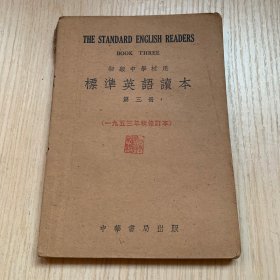 THE STANDARD ENGLISH READERS
BOOK THREE
初級中學校用
標準英語讀本
第三冊
(一九五三年秋修訂本)
中華書局出版